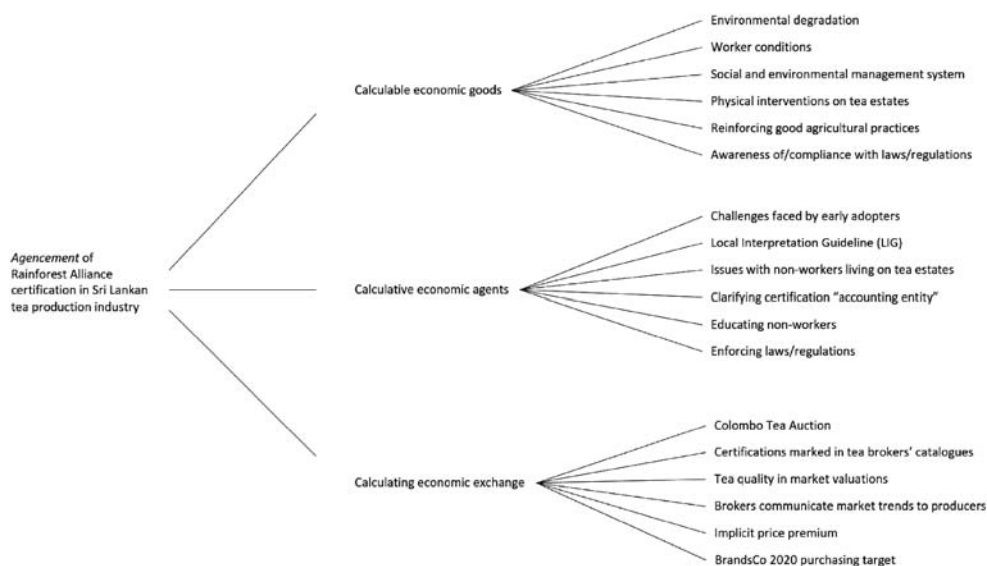 Environmental degradation
Worker conditions
Social and environmental management system
Calculable economic goods
Physical interventions on tea estates
Reinforcing good agricultural practices
Awareness of/compliance with laws/regulations
Agencement of
Rainforest Alliance
certification in Sri Lankan
tea production industry
Challenges faced by early adopters
Local Interpretation Guideline (LIG)
Issues with non-workers living on tea estates
Calculative economic agents
Clarifying certification “accounting entity”
Educating non-workers
Enforcing laws/regulations
Colombo Tea Auction
Certifications marked in tea brokers’ catalogues
Tea quality in market valuations
Calculating economic exchange
Brokers communicate market trends to producers
Implicit price premium
BrandsCo 2020 purchasing target